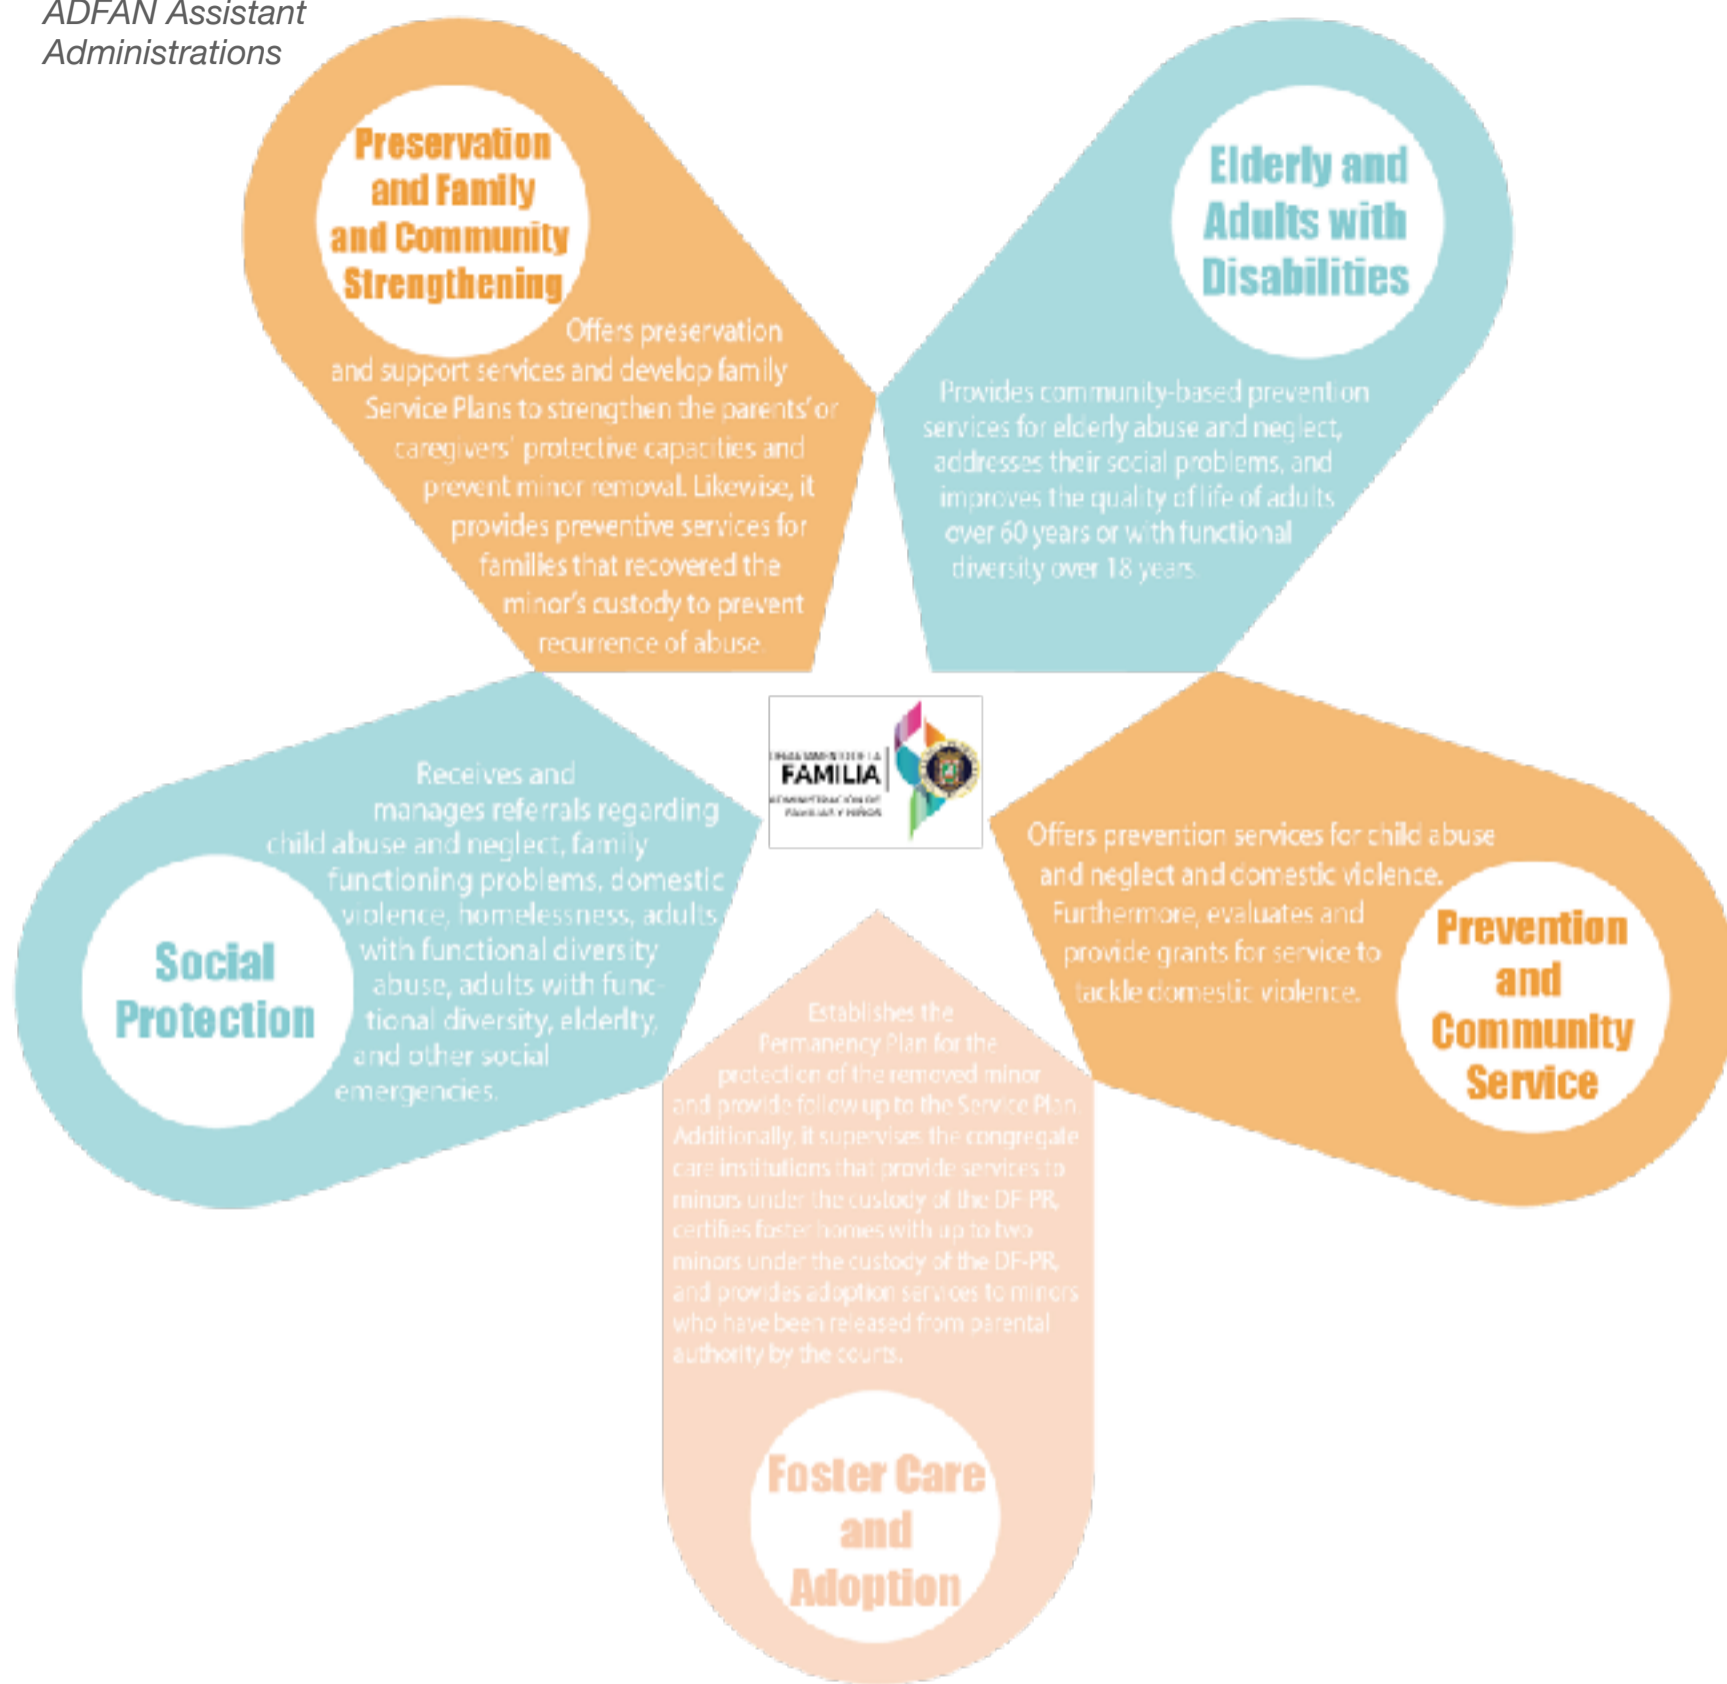 ADFAN Assistant
Administrations
Preservation
and Family
and Community
Strengthening
Offers preservation
and support services and develop family
Service Plans to strengthen the parents' or
caregivers' protective capacities and
prevent minor removal. Likewise, it
provides preventive services for
families that recovered the
minor's custody to prevent
recurrence of abuse.
Elderly and
Adults with
Disabilities
Provides community-based prevention
services for elderly abuse and neglect,
addresses their social problems, and
improves the quality of life of adults
over 60 years or with functional
diversity over 18 years.
DEPARTAMENTO DE LA
FAMILIA
ADMINISTRACIÓN DE
FAMILIAS Y NIÑOS
Receives and
manages referrals regarding
child abuse and neglect, family
functioning problems, domestic
violence, homelessness, adults
with functional diversity
abuse, adults with func-
tional diversity, elderlty,
and other social
emergencies.
Social
Protection
Offers prevention services for child abuse
and neglect and domestic violence.
Furthermore, evaluates and
provide grants for service to
tackle domestic violence.
Prevention
and
Community
Service
Establishes the
Permanency Plan for the
protection of the removed minor
and provide follow up to the Service Plan.
Additionally, it supervises the congregate
care institutions that provide services to
minors under the custody of the DF-PR,
certifies foster homes with up to two
minors under the custody of the DF-PR,
and provides adoption services to minors
who have been released from parental
authority by the courts.
Foster Care
and
Adoption